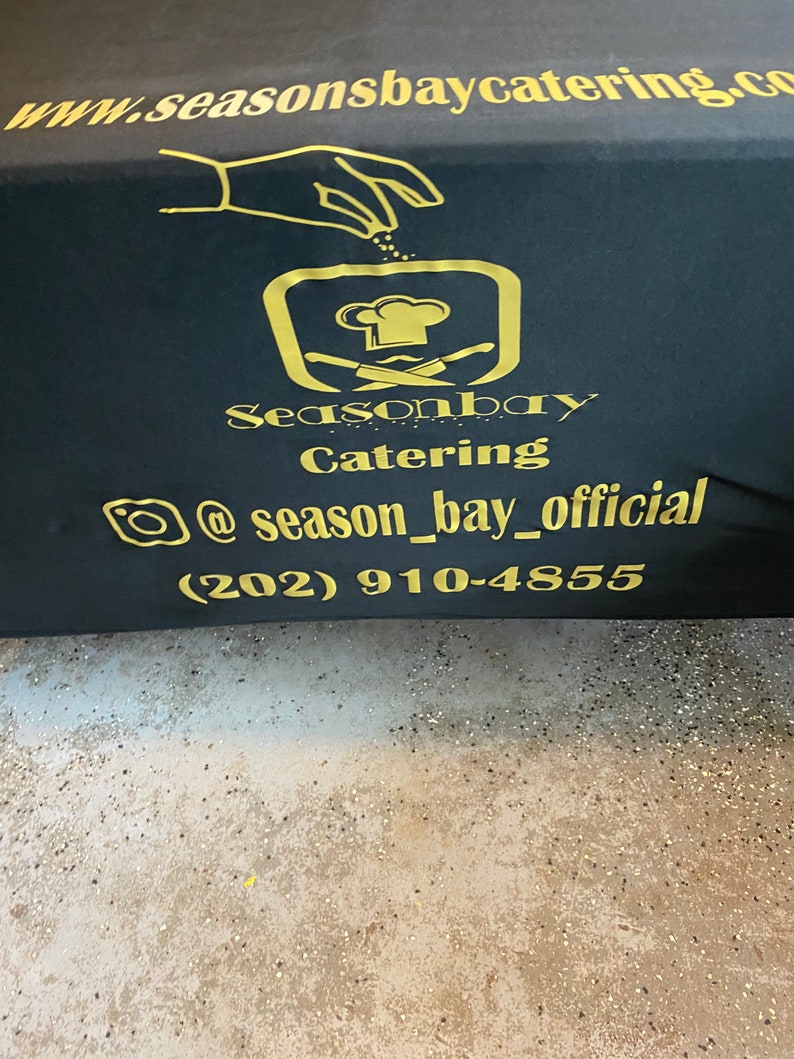 www.seasonsbaycatering.co
Seasonbay
Catering
@ season_bay_official
(202) 910-4855